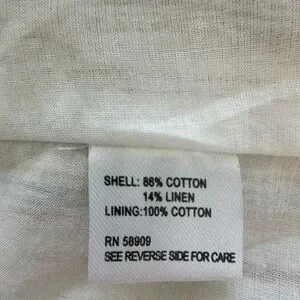 SHELL: 86% COTTON
14% LINEN
LINING:100% COTTON
RN 58909
SEE REVERSE SIDE FOR CARE